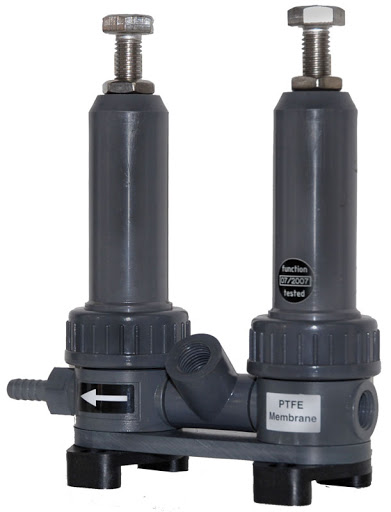 function
07/2007
tested
PTFE
Membrane